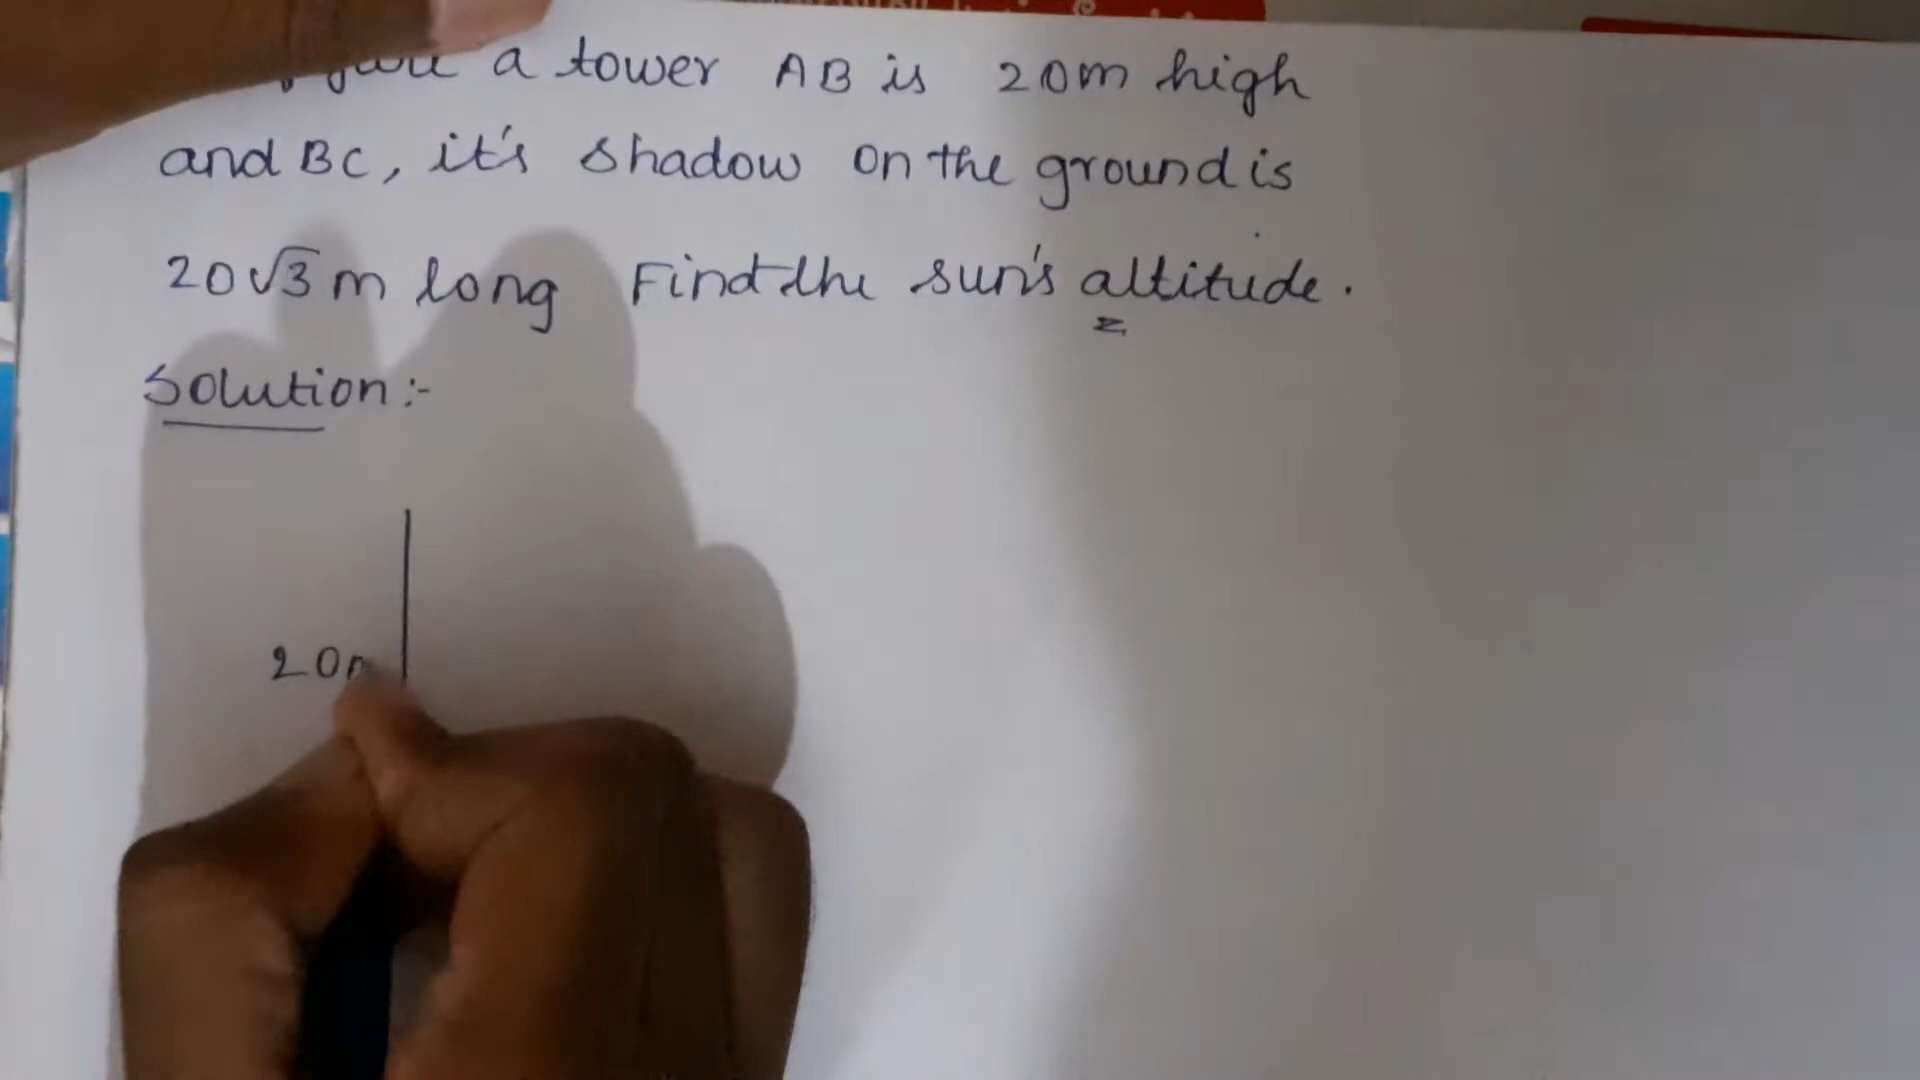 a tower AB is 20m high
and BC, it's shadow on the ground is
20√3 m long Find the sun's altitude.
Solution:-
20m